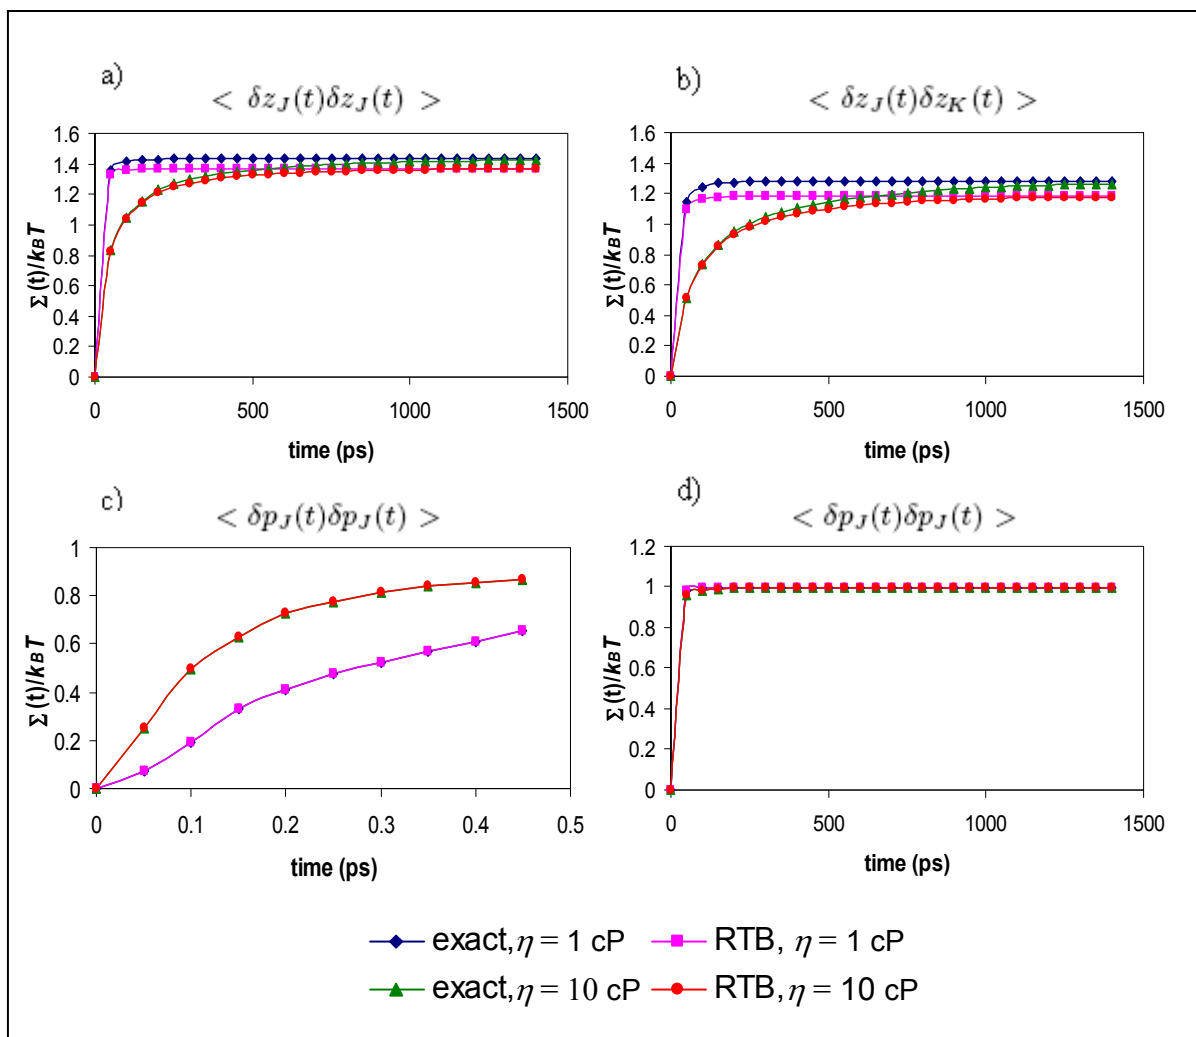 a)
< δz_J(t)δz_J(t) >
Σ(t)/k_BT
1.6
1.4
1.2
1
0.8
0.6
0.4
0.2
0
0 500 1000 1500
time (ps)
b)
< δz_J(t)δz_K(t) >
Σ(t)/k_BT
1.6
1.4
1.2
1
0.8
0.6
0.4
0.2
0
0 500 1000 1500
time (ps)
c)
< δp_J(t)δp_J(t) >
Σ(t)/k_BT
1
0.8
0.6
0.4
0.2
0
0 0.1 0.2 0.3 0.4 0.5
time (ps)
d)
< δp_J(t)δp_J(t) >
Σ(t)/k_BT
1.2
1
0.8
0.6
0.4
0.2
0
0 500 1000 1500
time (ps)
exact,η = 1 cP RTB, η = 1 cP
exact,η = 10 cP RTB, η = 10 cP